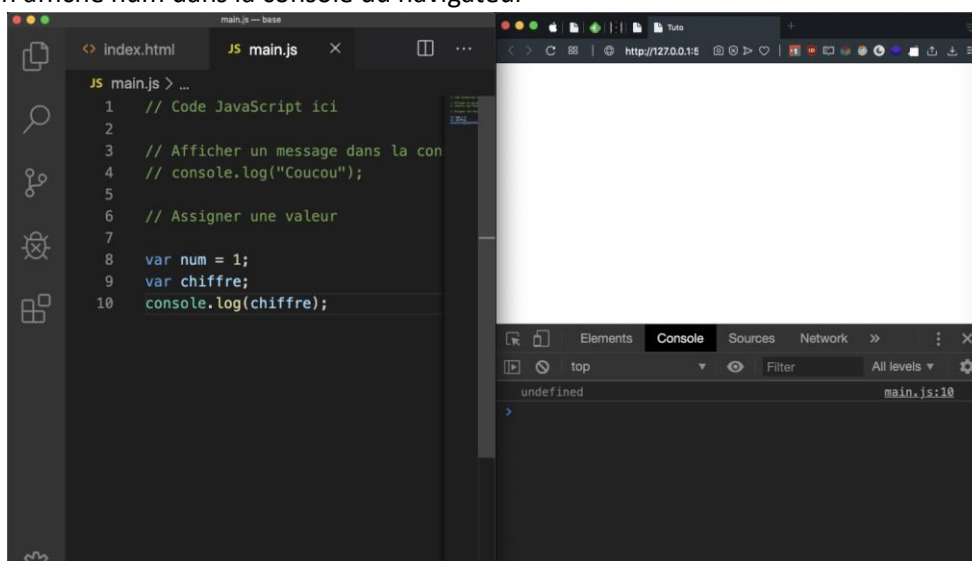 n affiche num dans la console du navigateur
main.js — base
index.html
JS main.js
JS main.js > ...
1 // Code JavaScript ici
2
3 // Afficher un message dans la con
4 // console.log("Coucou");
5
6 // Assigner une valeur
7
8 var num = 1;
9 var chiffre;
10 console.log(chiffre);
Tuto
http://127.0.0.1:5
Elements Console Sources Network »
top Filter All levels ▼
undefined main.js:10
>